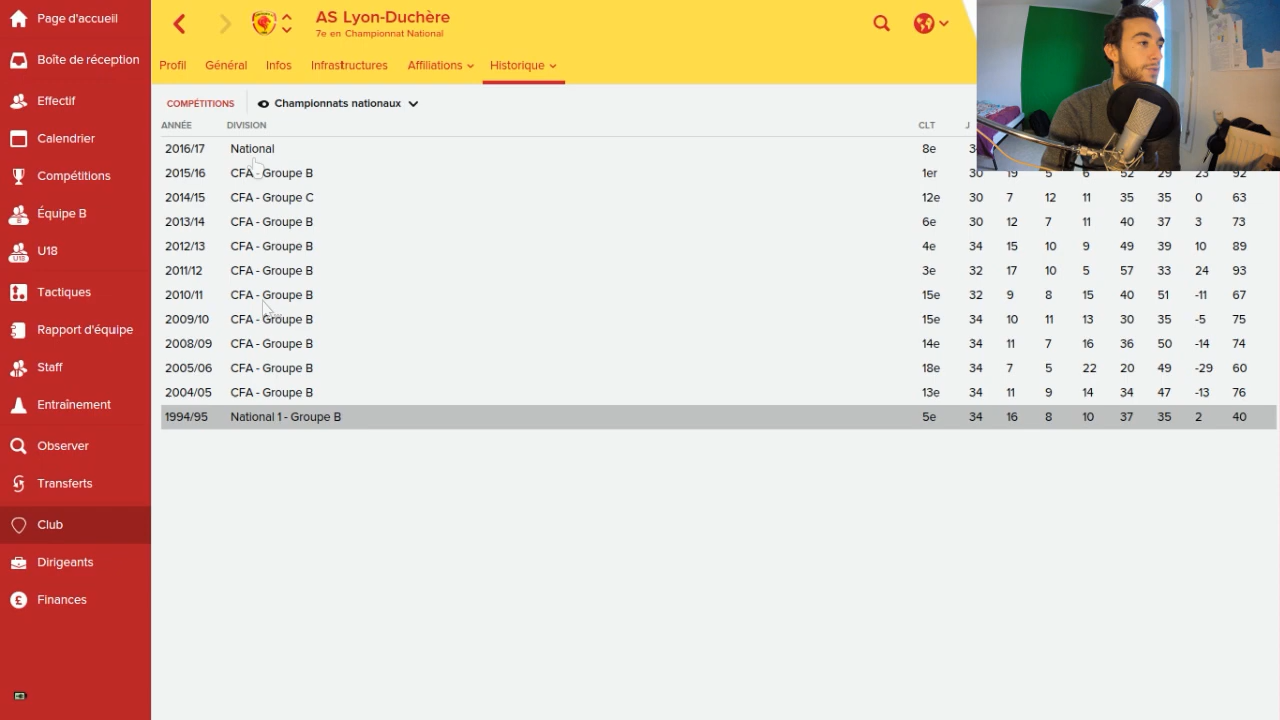 Page d'accueil
Boîte de réception
Effectif
Calendrier
Compétitions
Équipe B
U18
Tactiques
Rapport d'équipe
Staff
Entraînement
Observer
Transferts
Club
Dirigeants
Finances
AS Lyon-Duchère
7e en Championnat National
Profil Général Infos Infrastructures Affiliations Historique
COMPÉTITIONS Championnats nationaux
ANNÉE DIVISION CLT J
2016/17 National 8e
2015/16 CFA - Groupe B 1er 30 19 5 6 52 29 23 92
2014/15 CFA - Groupe C 12e 30 7 12 11 35 35 0 63
2013/14 CFA - Groupe B 6e 30 12 7 11 40 37 3 73
2012/13 CFA - Groupe B 4e 34 15 10 9 49 39 10 89
2011/12 CFA - Groupe B 3e 32 17 10 5 57 33 24 93
2010/11 CFA - Groupe B 15e 32 9 8 15 40 51 -11 67
2009/10 CFA - Groupe B 15e 34 10 11 13 30 35 -5 75
2008/09 CFA - Groupe B 14e 34 11 7 16 36 50 -14 74
2005/06 CFA - Groupe B 18e 34 7 5 22 20 49 -29 60
2004/05 CFA - Groupe B 13e 34 11 9 14 34 47 -13 76
1994/95 National 1 - Groupe B 5e 34 16 8 10 37 35 2 40